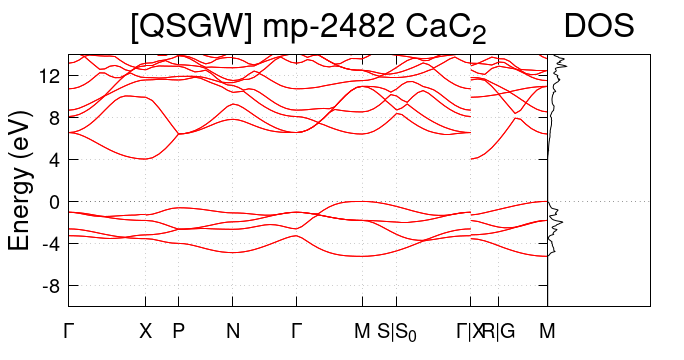 [QSGW] mp-2482 CaC₂ DOS
Energy (eV)
12
8
4
0
-4
-8
Γ X P N Γ M S|S₀ Γ|X R|G M